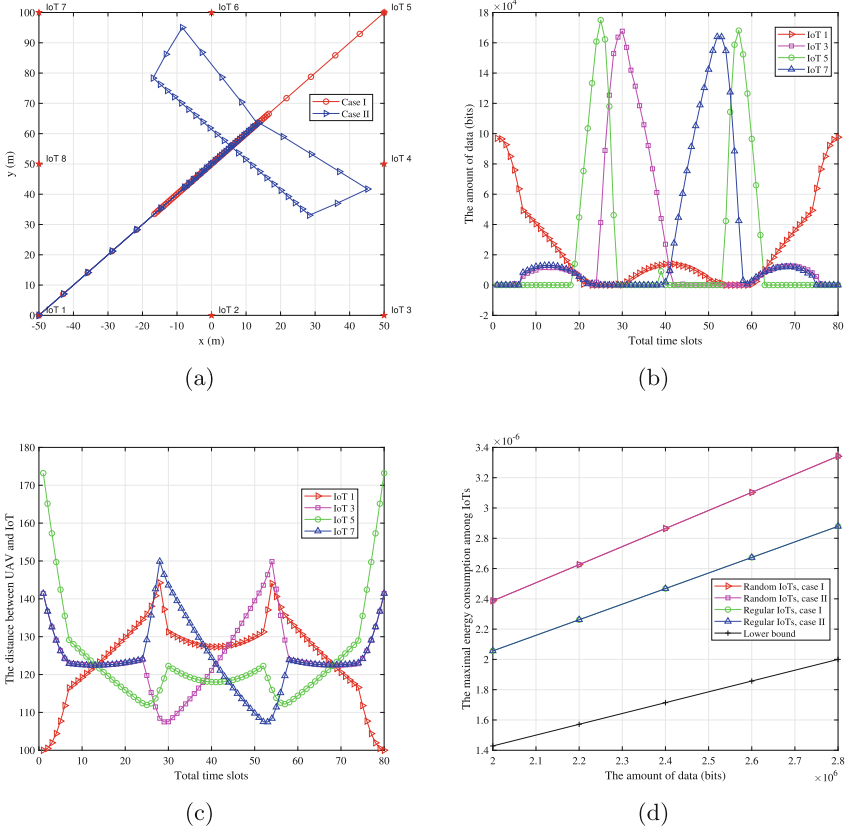 IoT 7
IoT 6
IoT 5
IoT 8
IoT 4
IoT 1
IoT 2
IoT 3
Case I
Case II
100
90
80
70
60
50
40
30
20
10
0
-50 -40 -30 -20 -10 0 10 20 30 40 50
x (m)
y (m)
(a)
×10⁴
18
16
14
12
10
8
6
4
2
0
-2
0 10 20 30 40 50 60 70 80
Total time slots
The amount of data (bits)
IoT 1
IoT 3
IoT 5
IoT 7
(b)
180
170
160
150
140
130
120
110
100
0 10 20 30 40 50 60 70 80
Total time slots
The distance between UAV and IoT
IoT 1
IoT 3
IoT 5
IoT 7
(c)
×10⁻⁶
3.4
3.2
3
2.8
2.6
2.4
2.2
2
1.8
1.6
1.4
2 2.1 2.2 2.3 2.4 2.5 2.6 2.7 2.8
The amount of data (bits)
×10⁶
The maximal energy consumption among IoTs
Random IoTs, case I
Random IoTs, case II
Regular IoTs, case I
Regular IoTs, case II
Lower bound
(d)